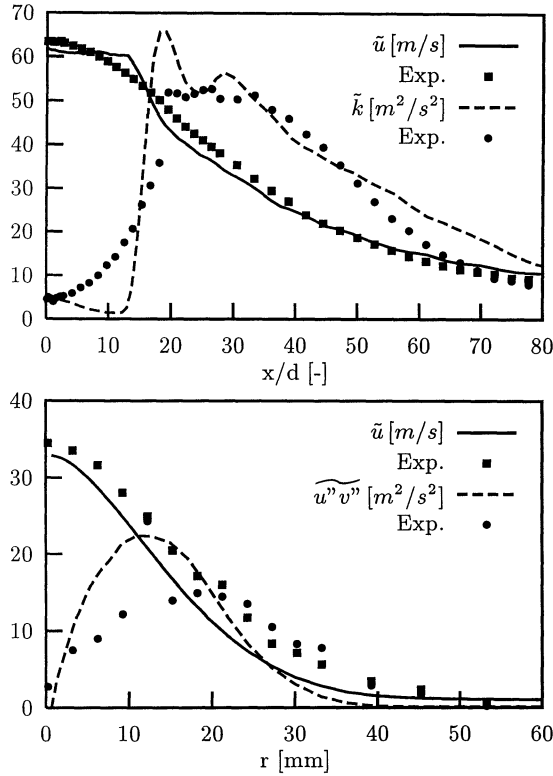 70
60
50
40
30
20
10
0
ũ [m/s]
Exp.
k̃ [m²/s²]
Exp.
0 10 20 30 40 50 60 70 80
x/d [-]
40
30
20
10
0
ũ [m/s]
Exp.
u”v” [m²/s²]
Exp.
0 10 20 30 40 50 60
r [mm]